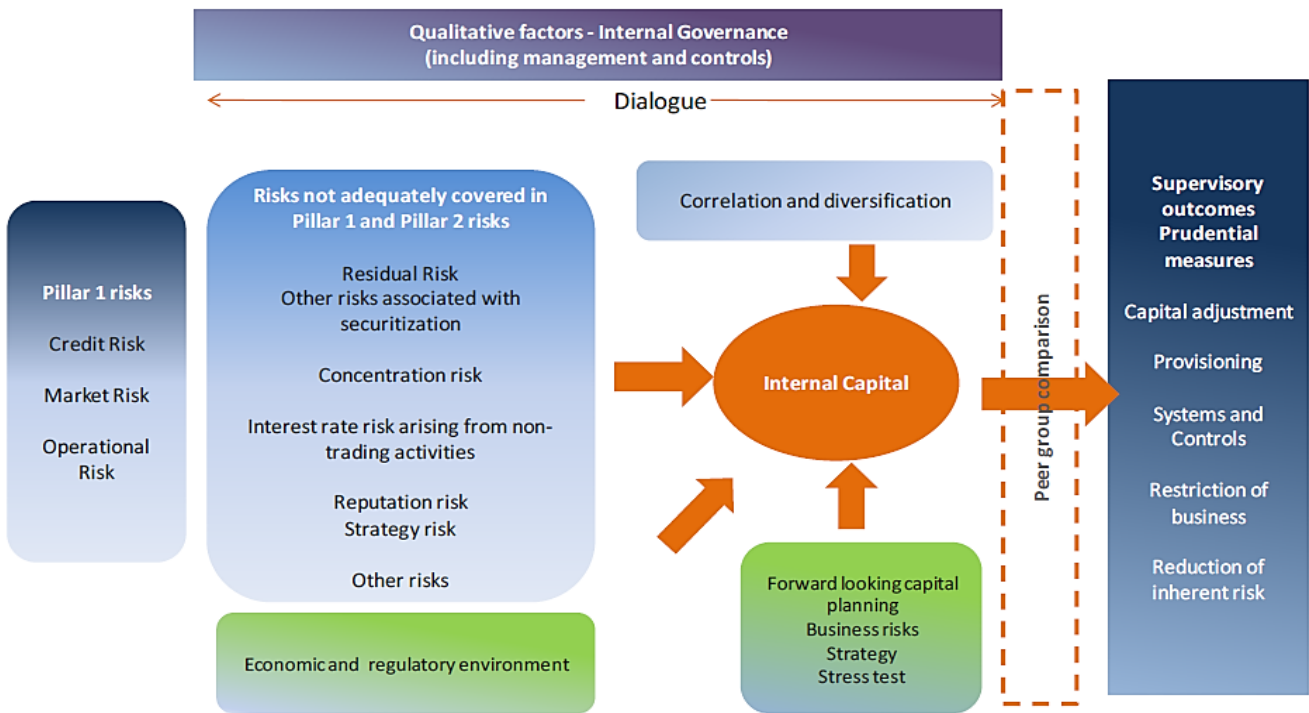 Qualitative factors - Internal Governance
(including management and controls)
Dialogue
Pillar 1 risks
Credit Risk
Market Risk
Operational
Risk
Risks not adequately covered in
Pillar 1 and Pillar 2 risks
Residual Risk
Other risks associated with
securitization
Concentration risk
Interest rate risk arising from non-
trading activities
Reputation risk
Strategy risk
Other risks
Economic and regulatory environment
Correlation and diversification
Internal Capital
Forward looking capital
planning
Business risks
Strategy
Stress test
Peer group comparison
Supervisory
outcomes
Prudential
measures
Capital adjustment
Provisioning
Systems and
Controls
Restriction of
business
Reduction of
inherent risk